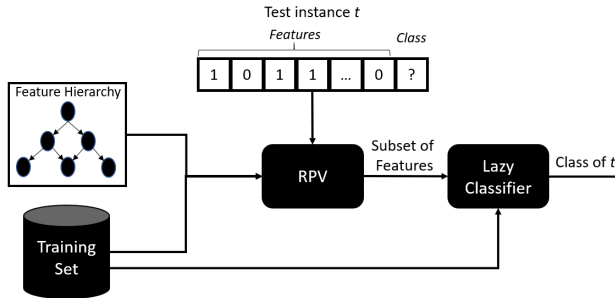 Test instance t
Features
Class
1 0 1 1 ... 0 ?
Feature Hierarchy
RPV
Subset of
Features
Lazy
Classifier
Class of t
Training
Set